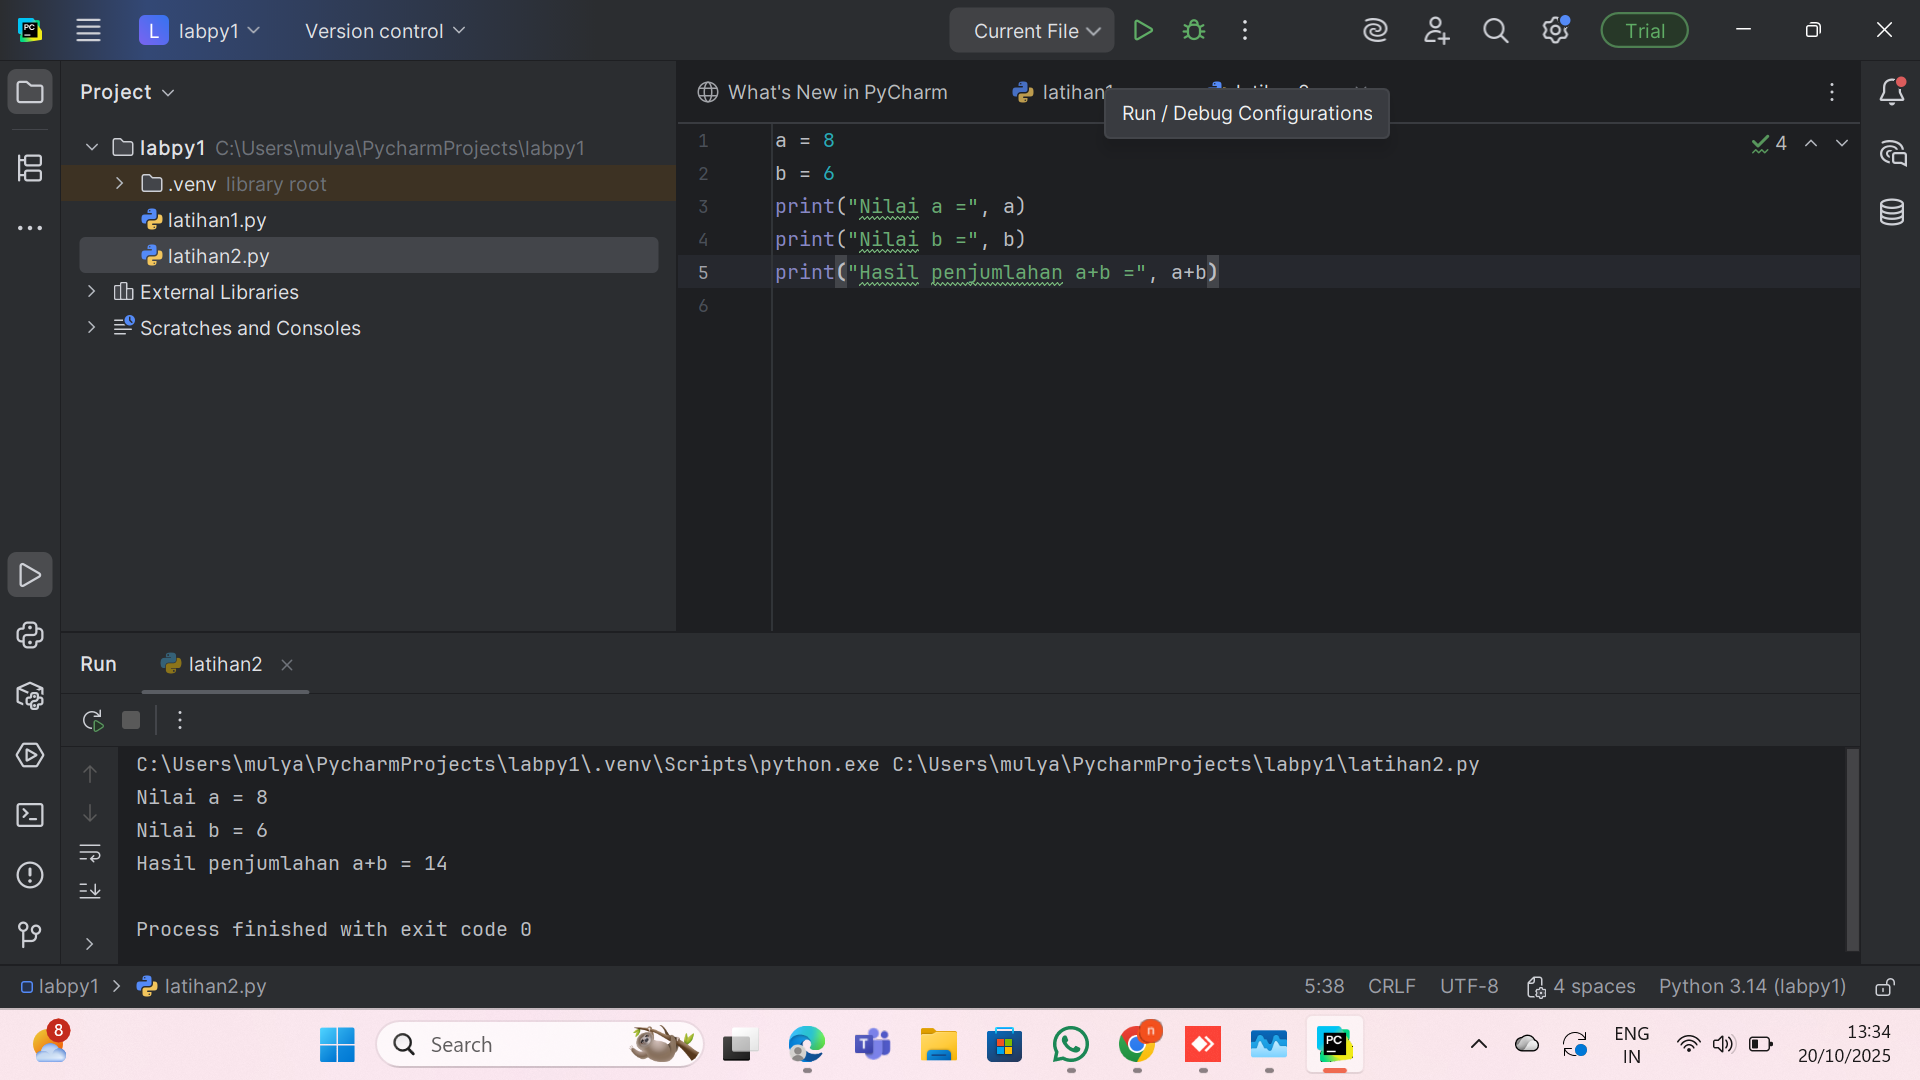 PC
L labpy1
Version control
Current File
Trial
Project
What's New in PyCharm
latihan1
Run / Debug Configurations
labpy1 C:\Users\mulya\PycharmProjects\labpy1
.venv library root
latihan1.py
latihan2.py
External Libraries
Scratches and Consoles
1 a = 8
2 b = 6
3 print("Nilai a =", a)
4 print("Nilai b =", b)
5 print("Hasil penjumlahan a+b =", a+b)
6
4
Run
latihan2
C:\Users\mulya\PycharmProjects\labpy1\.venv\Scripts\python.exe C:\Users\mulya\PycharmProjects\labpy1\latihan2.py
Nilai a = 8
Nilai b = 6
Hasil penjumlahan a+b = 14
Process finished with exit code 0
labpy1 > latihan2.py
5:38 CRLF UTF-8 4 spaces Python 3.14 (labpy1)
8
Search
T
n
PC
ENG
IN
13:34
20/10/2025